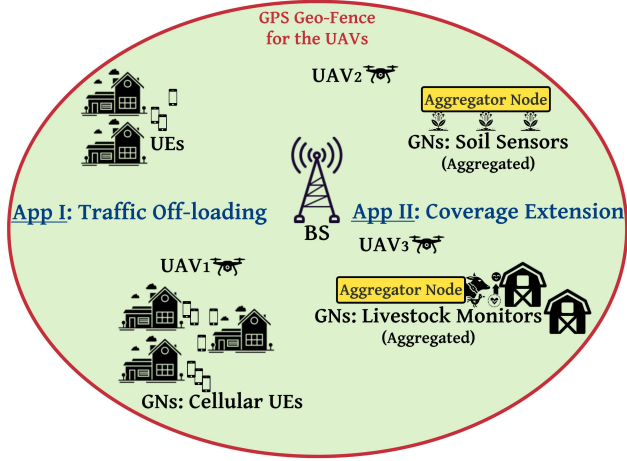 GPS Geo-Fence
for the UAVs
UAV2
Aggregator Node
UEs
GNs: Soil Sensors
(Aggregated)
App I: Traffic Off-loading
BS
App II: Coverage Extension
UAV3
UAV1
Aggregator Node
GNs: Livestock Monitors
(Aggregated)
GNs: Cellular UEs